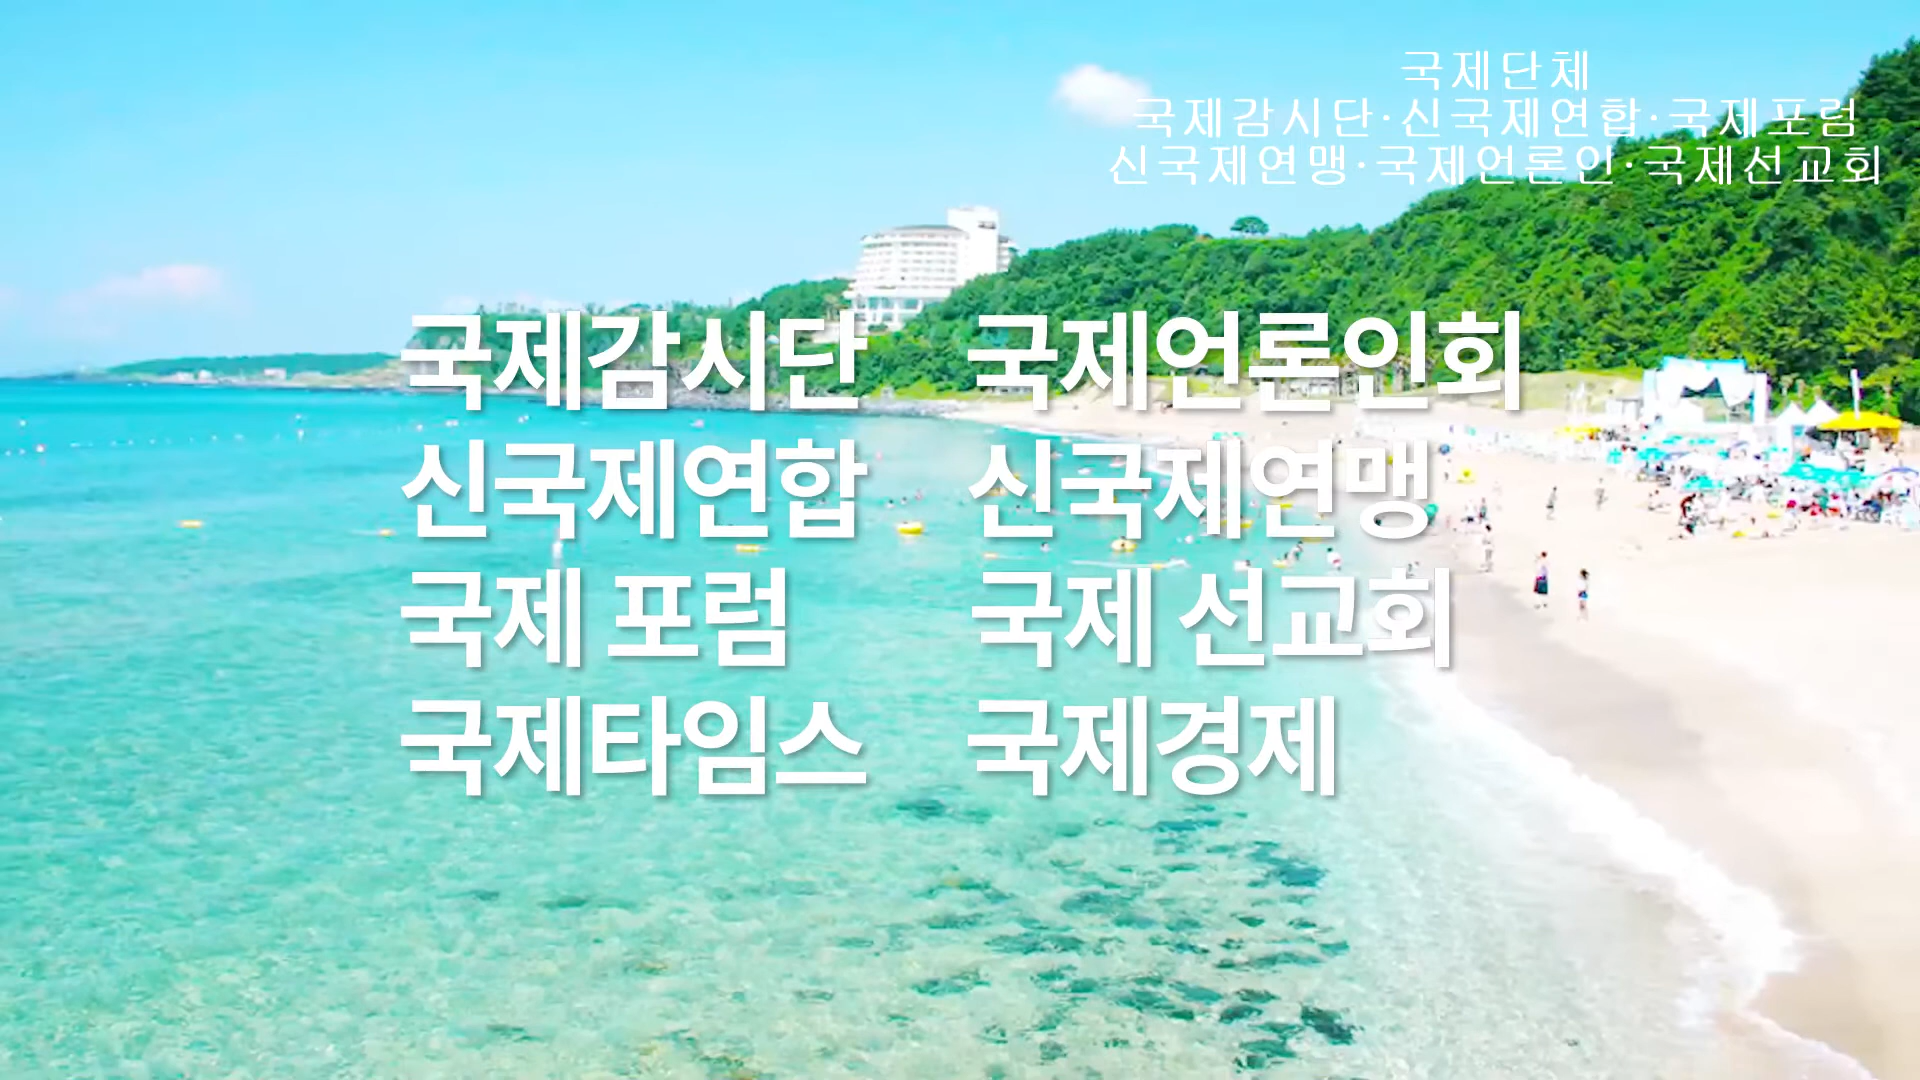 국제단체
국제감시단·신국제연합·국제포럼
신국제연맹·국제언론인·국제선교회
국제감시단 국제언론인회
신국제연합 신국제연맹
국제 포럼 국제 선교회
국제타임스 국제경제